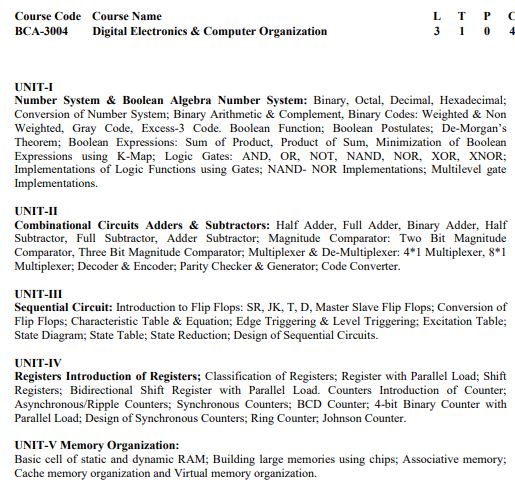 Course Code Course Name L T P C
BCA-3004 Digital Electronics & Computer Organization 3 1 0 4
UNIT-I
Number System & Boolean Algebra Number System: Binary, Octal, Decimal, Hexadecimal;
Conversion of Number System; Binary Arithmetic & Complement, Binary Codes: Weighted & Non
Weighted, Gray Code, Excess-3 Code. Boolean Function; Boolean Postulates; De-Morgan's
Theorem; Boolean Expressions: Sum of Product, Product of Sum, Minimization of Boolean
Expressions using K-Map; Logic Gates: AND, OR, NOT, NAND, NOR, XOR, XNOR;
Implementations of Logic Functions using Gates; NAND- NOR Implementations; Multilevel gate
Implementations.
UNIT-II
Combinational Circuits Adders & Subtractors: Half Adder, Full Adder, Binary Adder, Half
Subtractor, Full Subtractor, Adder Subtractor; Magnitude Comparator: Two Bit Magnitude
Comparator, Three Bit Magnitude Comparator; Multiplexer & De-Multiplexer: 4*1 Multiplexer, 8*1
Multiplexer; Decoder & Encoder; Parity Checker & Generator; Code Converter.
UNIT-III
Sequential Circuit: Introduction to Flip Flops: SR, JK, T, D, Master Slave Flip Flops; Conversion of
Flip Flops; Characteristic Table & Equation; Edge Triggering & Level Triggering; Excitation Table;
State Diagram; State Table; State Reduction; Design of Sequential Circuits.
UNIT-IV
Registers Introduction of Registers; Classification of Registers; Register with Parallel Load; Shift
Registers; Bidirectional Shift Register with Parallel Load. Counters Introduction of Counter;
Asynchronous/Ripple Counters; Synchronous Counters; BCD Counter; 4-bit Binary Counter with
Parallel Load; Design of Synchronous Counters; Ring Counter; Johnson Counter.
UNIT-V Memory Organization:
Basic cell of static and dynamic RAM; Building large memories using chips; Associative memory;
Cache memory organization and Virtual memory organization.